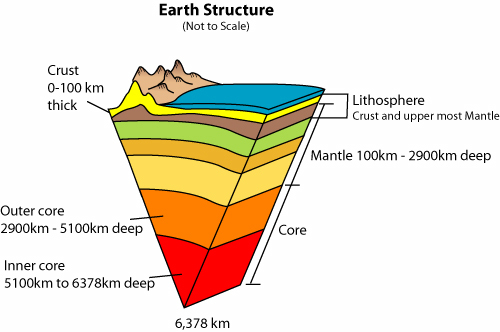 Earth Structure
(Not to Scale)
Crust
0-100 km
thick
Lithosphere
Crust and upper most Mantle
Mantle 100km - 2900km deep
Outer core
2900km - 5100km deep
Core
Inner core
5100km to 6378km deep
6,378 km